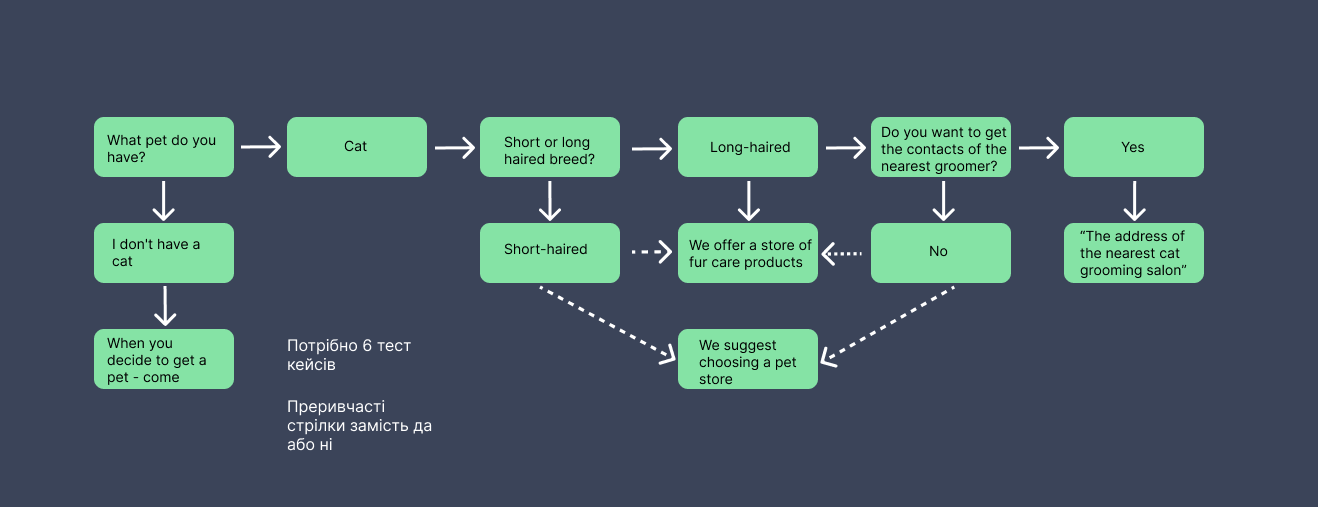 What pet do you
have?
Cat
Short or long
haired breed?
Long-haired
Do you want to get
the contacts of the
nearest groomer?
Yes
I don't have a
cat
Short-haired
We offer a store of
fur care products
No
“The address of
the nearest cat
grooming salon”
When you
decide to get a
pet - come
Потрібно 6 тест
кейсів
Преривчасті
стрілки замість да
або ні
We suggest
choosing a pet
store